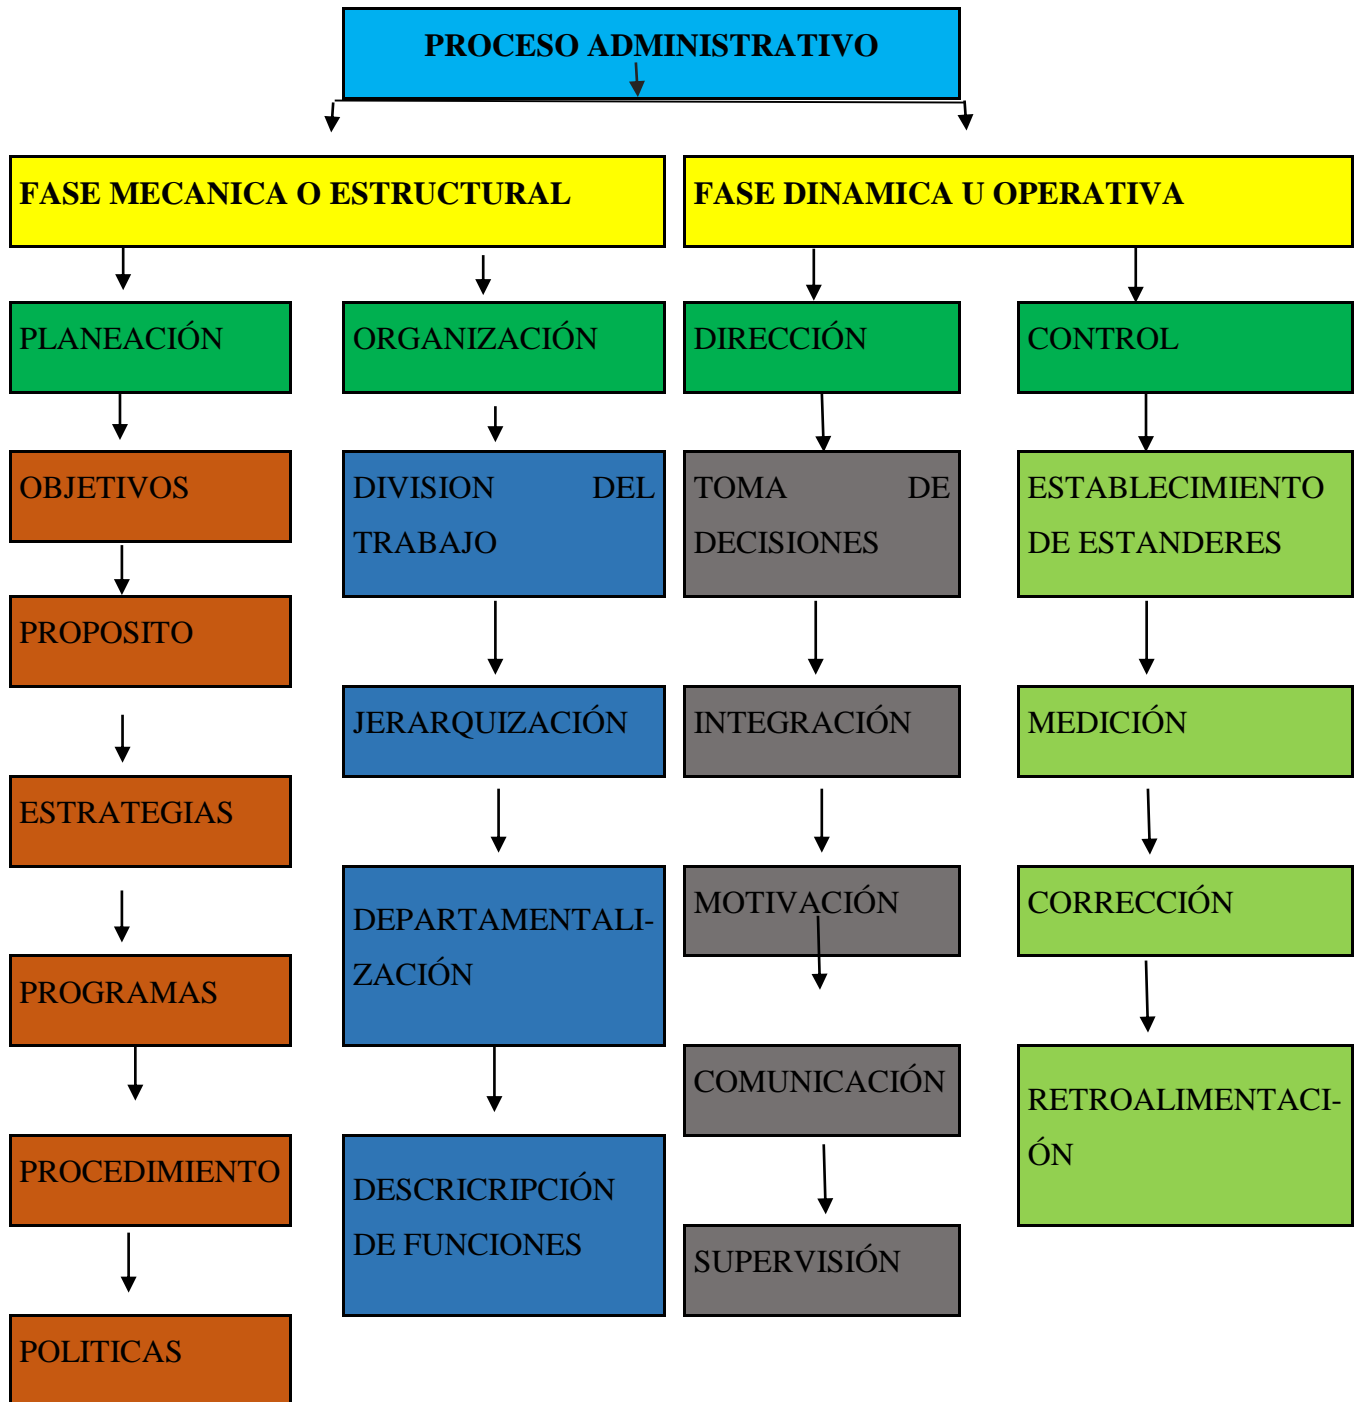 PROCESO ADMINISTRATIVO
FASE MECANICA O ESTRUCTURAL
FASE DINAMICA U OPERATIVA
PLANEACIÓN
ORGANIZACIÓN
DIRECCIÓN
CONTROL
OBJETIVOS
DIVISION DEL
TRABAJO
TOMA DE
DECISIONES
ESTABLECIMIENTO
DE ESTANDERES
PROPOSITO
JERARQUIZACIÓN
INTEGRACIÓN
MEDICIÓN
ESTRATEGIAS
DEPARTAMENTALI-
ZACIÓN
MOTIVACIÓN
CORRECCIÓN
PROGRAMAS
COMUNICACIÓN
RETROALIMENTACI-
ÓN
PROCEDIMIENTO
DESCRICRIPCIÓN
DE FUNCIONES
SUPERVISIÓN
POLITICAS